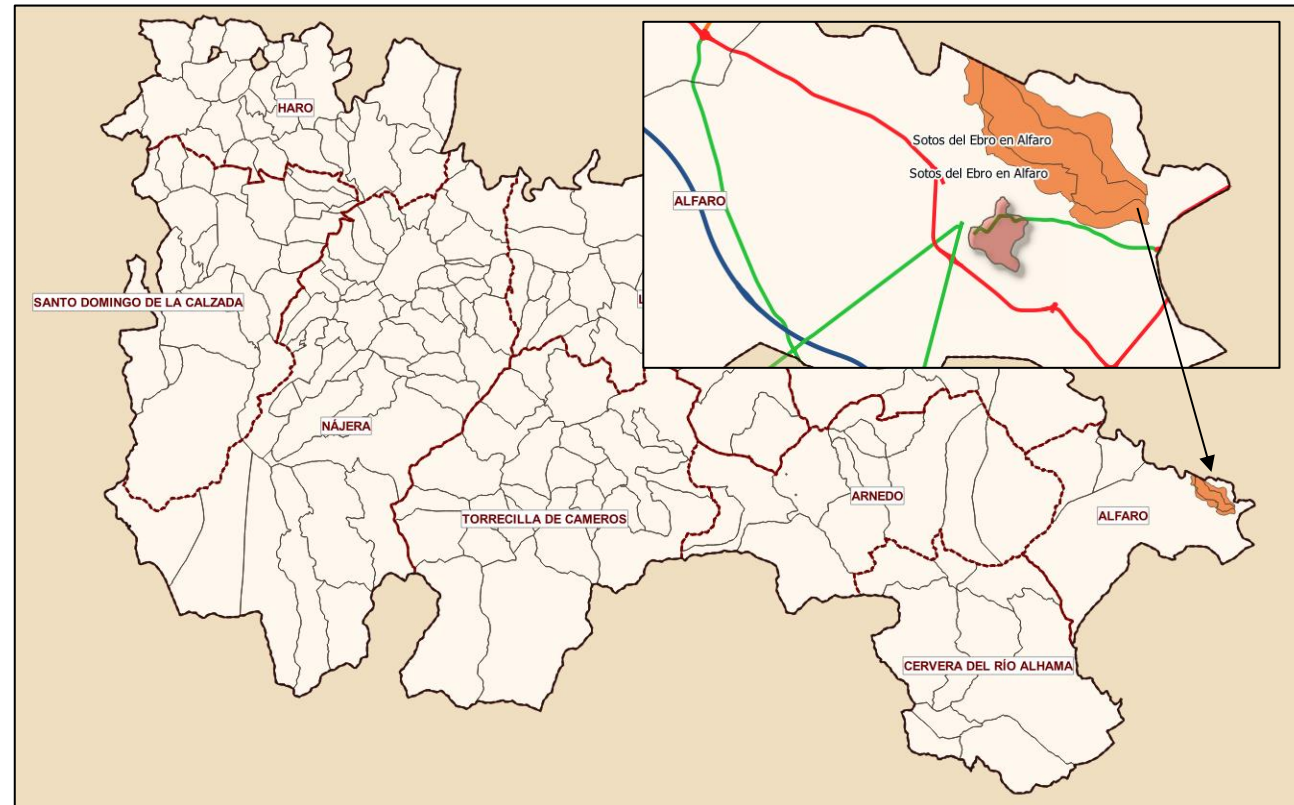 HARO
Sotos del Ebro en Alfaro
Sotos del Ebro en Alfaro
ALFARO
SANTO DOMINGO DE LA CALZADA
NÁJERA
TORRECILLA DE CAMEROS
ARNEDO
ALFARO
CERVERA DEL RÍO ALHAMA